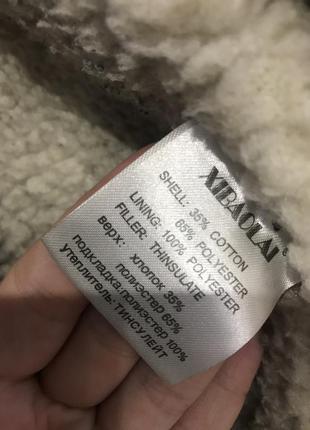 XIBAOLAI
SHELL: 35% COTTON
65% POLYESTER
LINING: 100% POLYESTER
FILLER: THINSULATE
верх: хлопок 35%
полиэстер 65%
подкладка:полиэстер 100%
утеплитель: тинсулейт